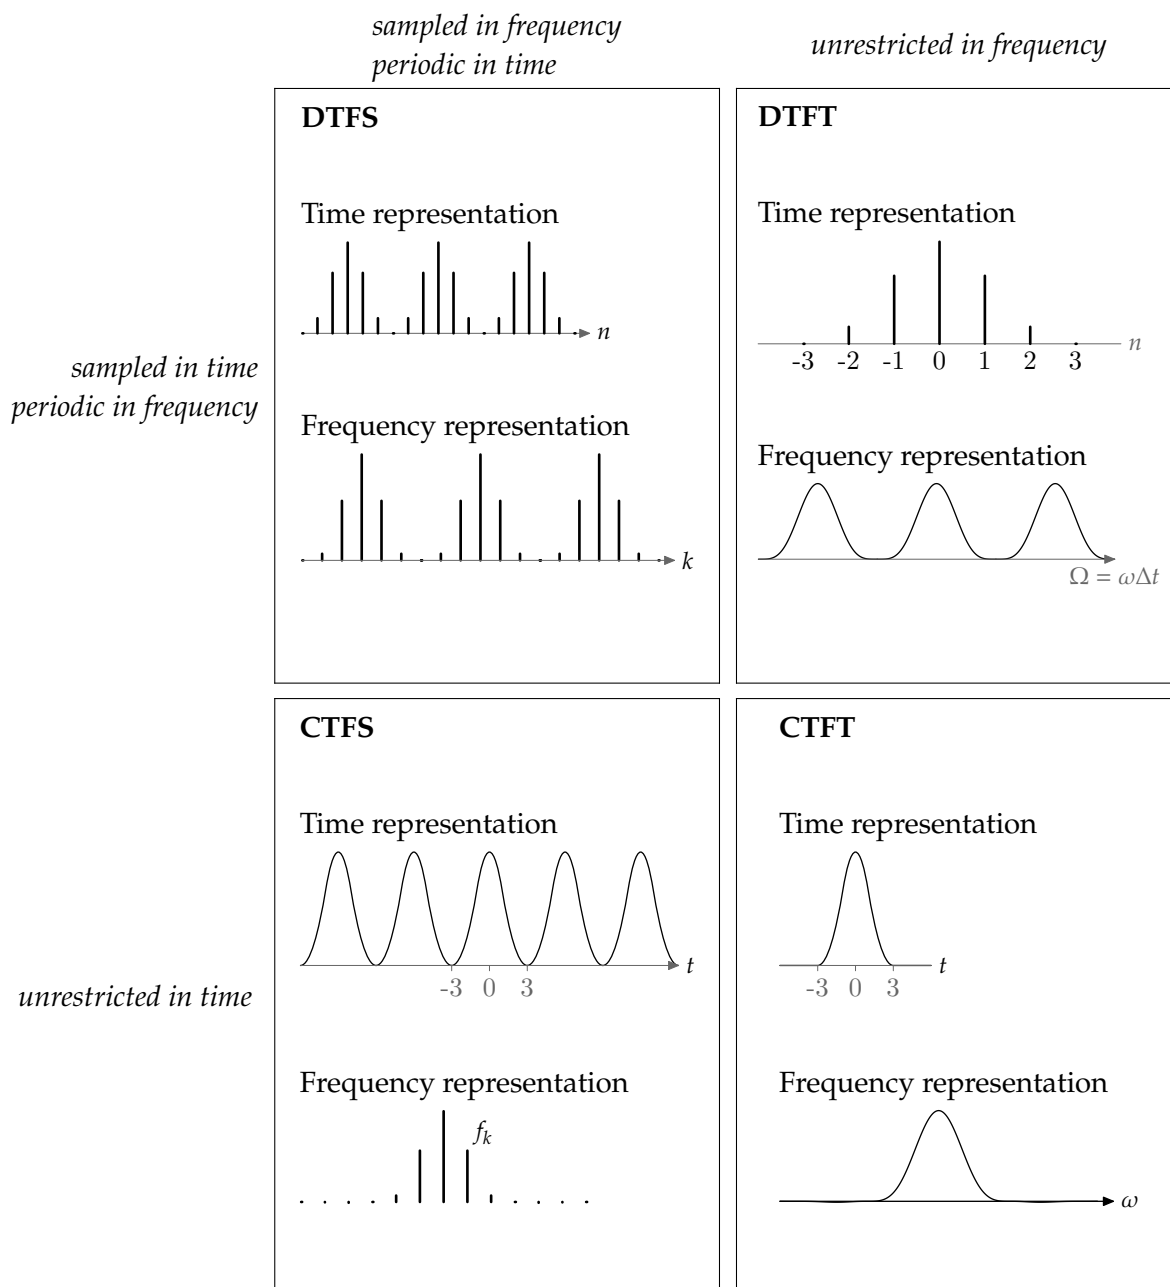 sampled in frequency
periodic in time
unrestricted in frequency
sampled in time
periodic in frequency
DTFS
Time representation
n
Frequency representation
k
DTFT
Time representation
n
-3 -2 -1 0 1 2 3
Frequency representation
Ω = ωΔt
unrestricted in time
CTFS
Time representation
t
-3 0 3
Frequency representation
fk
CTFT
Time representation
t
-3 0 3
Frequency representation
ω